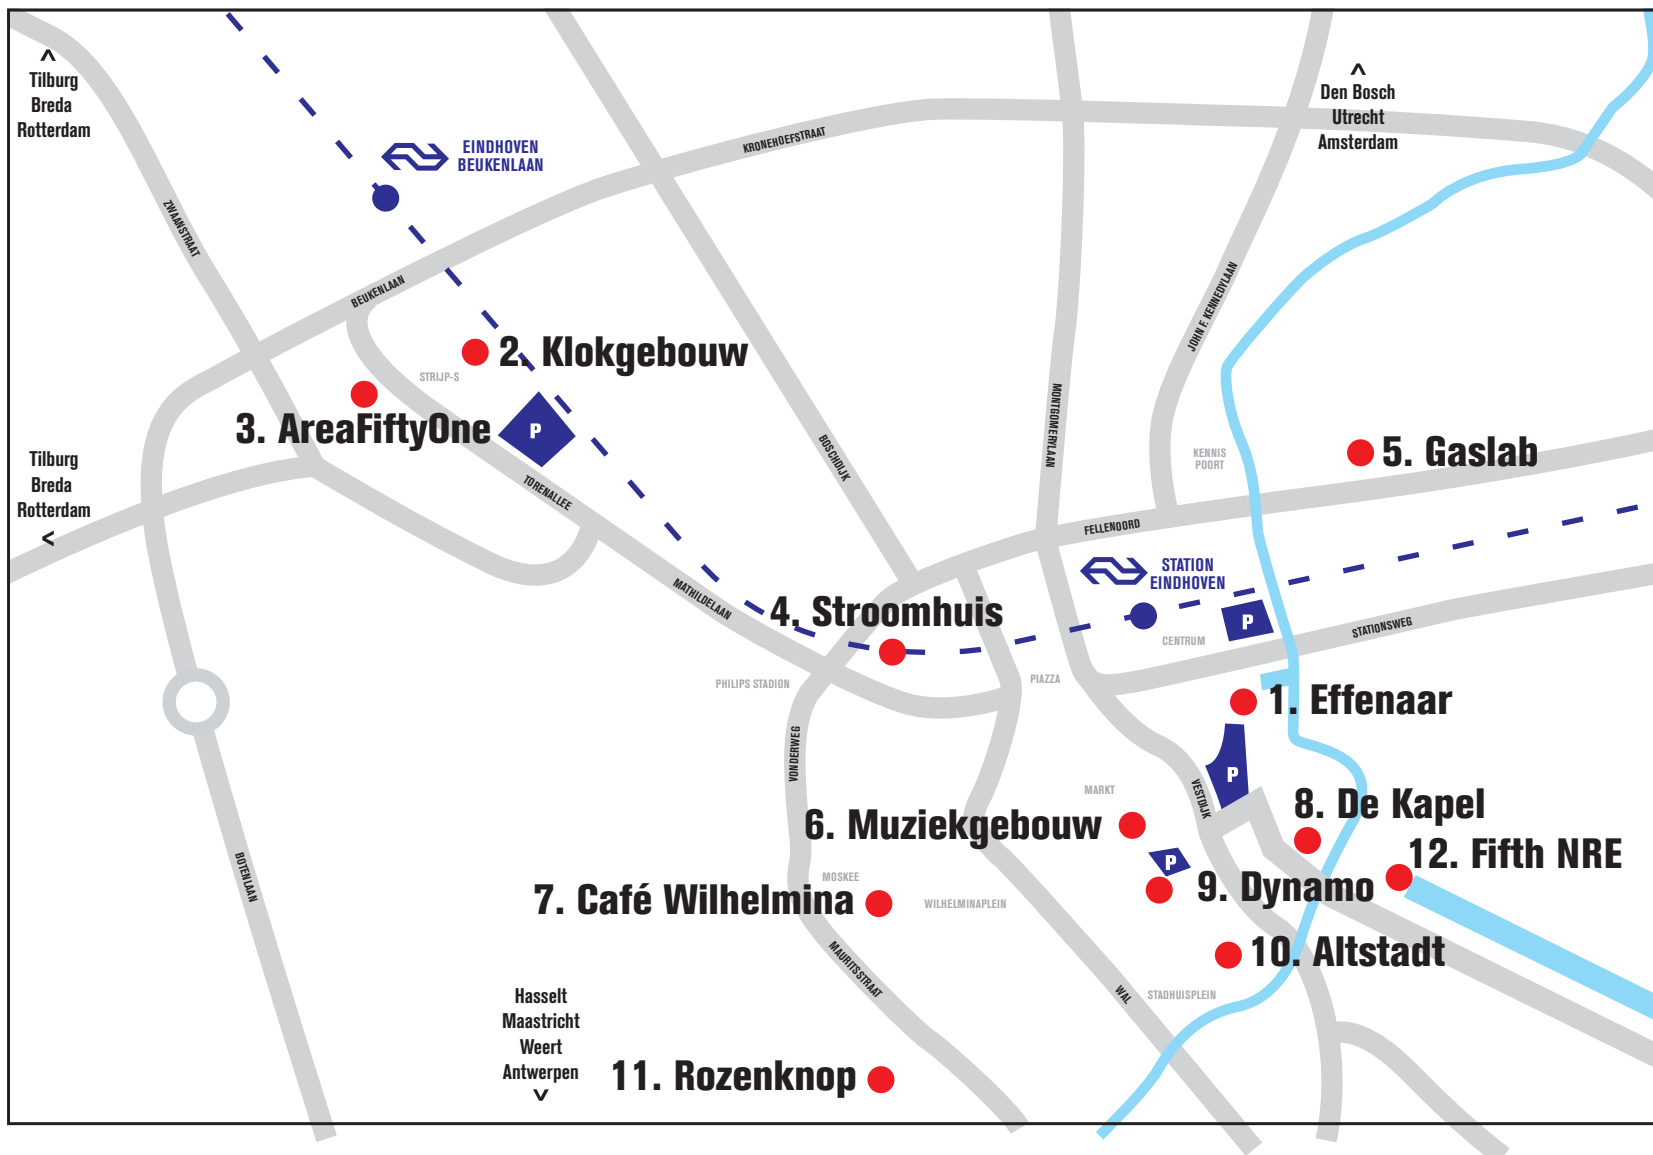 ^
Tilburg
Breda
Rotterdam
^
Den Bosch
Utrecht
Amsterdam
EINDHOVEN
BEUKENLAAN
KRONEHOEFSTRAAT
ZWAANSTRAAT
BEUKENLAAN
JOHN F. KENNEDYLAAN
2. Klokgebouw
STRIJP-S
3. AreaFiftyOne
P
MONTGOMERYLAAN
BOSCHDIJK
KENNIS
POORT
5. Gaslab
Tilburg
Breda
Rotterdam
<
TORENALLEE
FELLENOORD
STATION
EINDHOVEN
MATHILDELAAN
4. Stroomhuis
P
STATIONSWEG
CENTRUM
PHILIPS STADION
PIAZZA
1. Effenaar
VONDERWEG
P
VESTDIJK
MARKT
8. De Kapel
6. Muziekgebouw
12. Fifth NRE
P
BOTENLAAN
MOSKEE
9. Dynamo
7. Café Wilhelmina
WILHELMINAPLEIN
10. Altstadt
MAURITSSTRAAT
WAL
STADHUISPLEIN
Hasselt
Maastricht
Weert
Antwerpen
v
11. Rozenknop